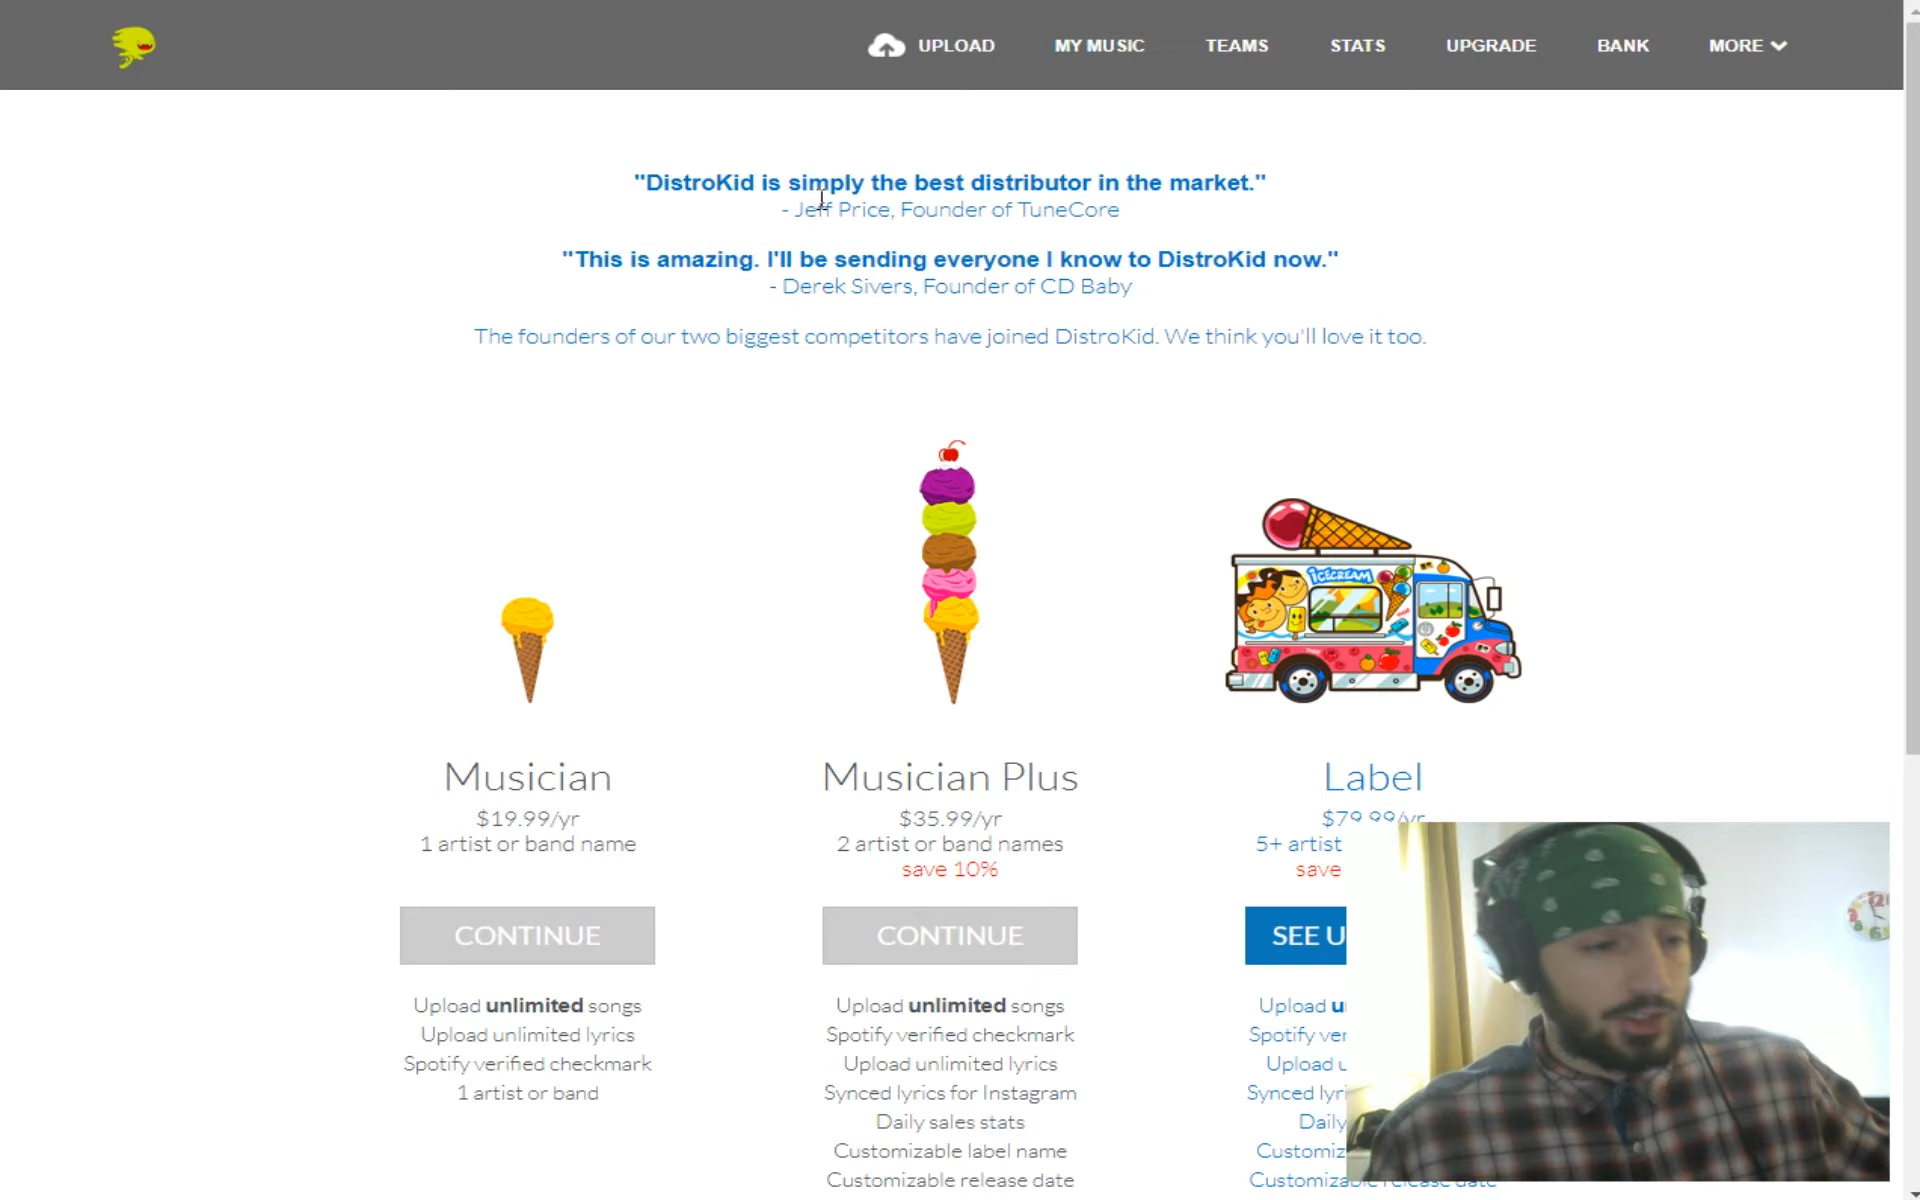 UPLOAD MY MUSIC TEAMS STATS UPGRADE BANK MORE
"DistroKid is simply the best distributor in the market."
- Jeff Price, Founder of TuneCore
"This is amazing. I'll be sending everyone I know to DistroKid now."
- Derek Sivers, Founder of CD Baby
The founders of our two biggest competitors have joined DistroKid. We think you'll love it too.
ICECREAM
Musician
$19.99/yr
1 artist or band name
CONTINUE
Upload unlimited songs
Upload unlimited lyrics
Spotify verified checkmark
1 artist or band
Musician Plus
$35.99/yr
2 artist or band names
save 10%
CONTINUE
Upload unlimited songs
Spotify verified checkmark
Upload unlimited lyrics
Synced lyrics for Instagram
Daily sales stats
Customizable label name
Customizable release date
Label
$79.99/yr
5+ artist
save
SEE U
Upload u
Spotify ver
Upload u
Synced lyri
Daily
Customiz
Customizable release date